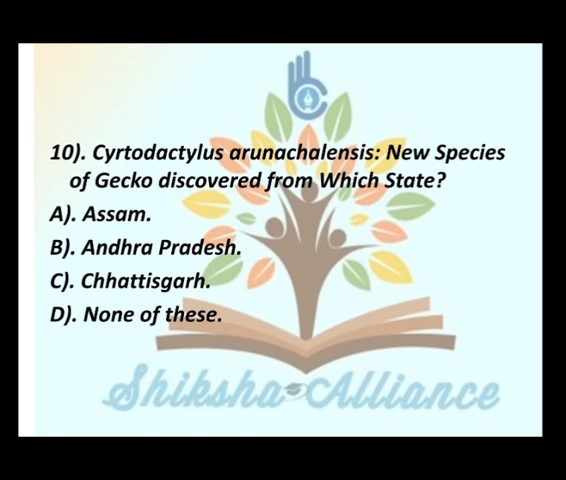 10). Cyrtodactylus arunachalensis: New Species
of Gecko discovered from Which State?
A). Assam.
B). Andhra Pradesh.
C). Chhattisgarh.
D). None of these.
Shiksha Alliance